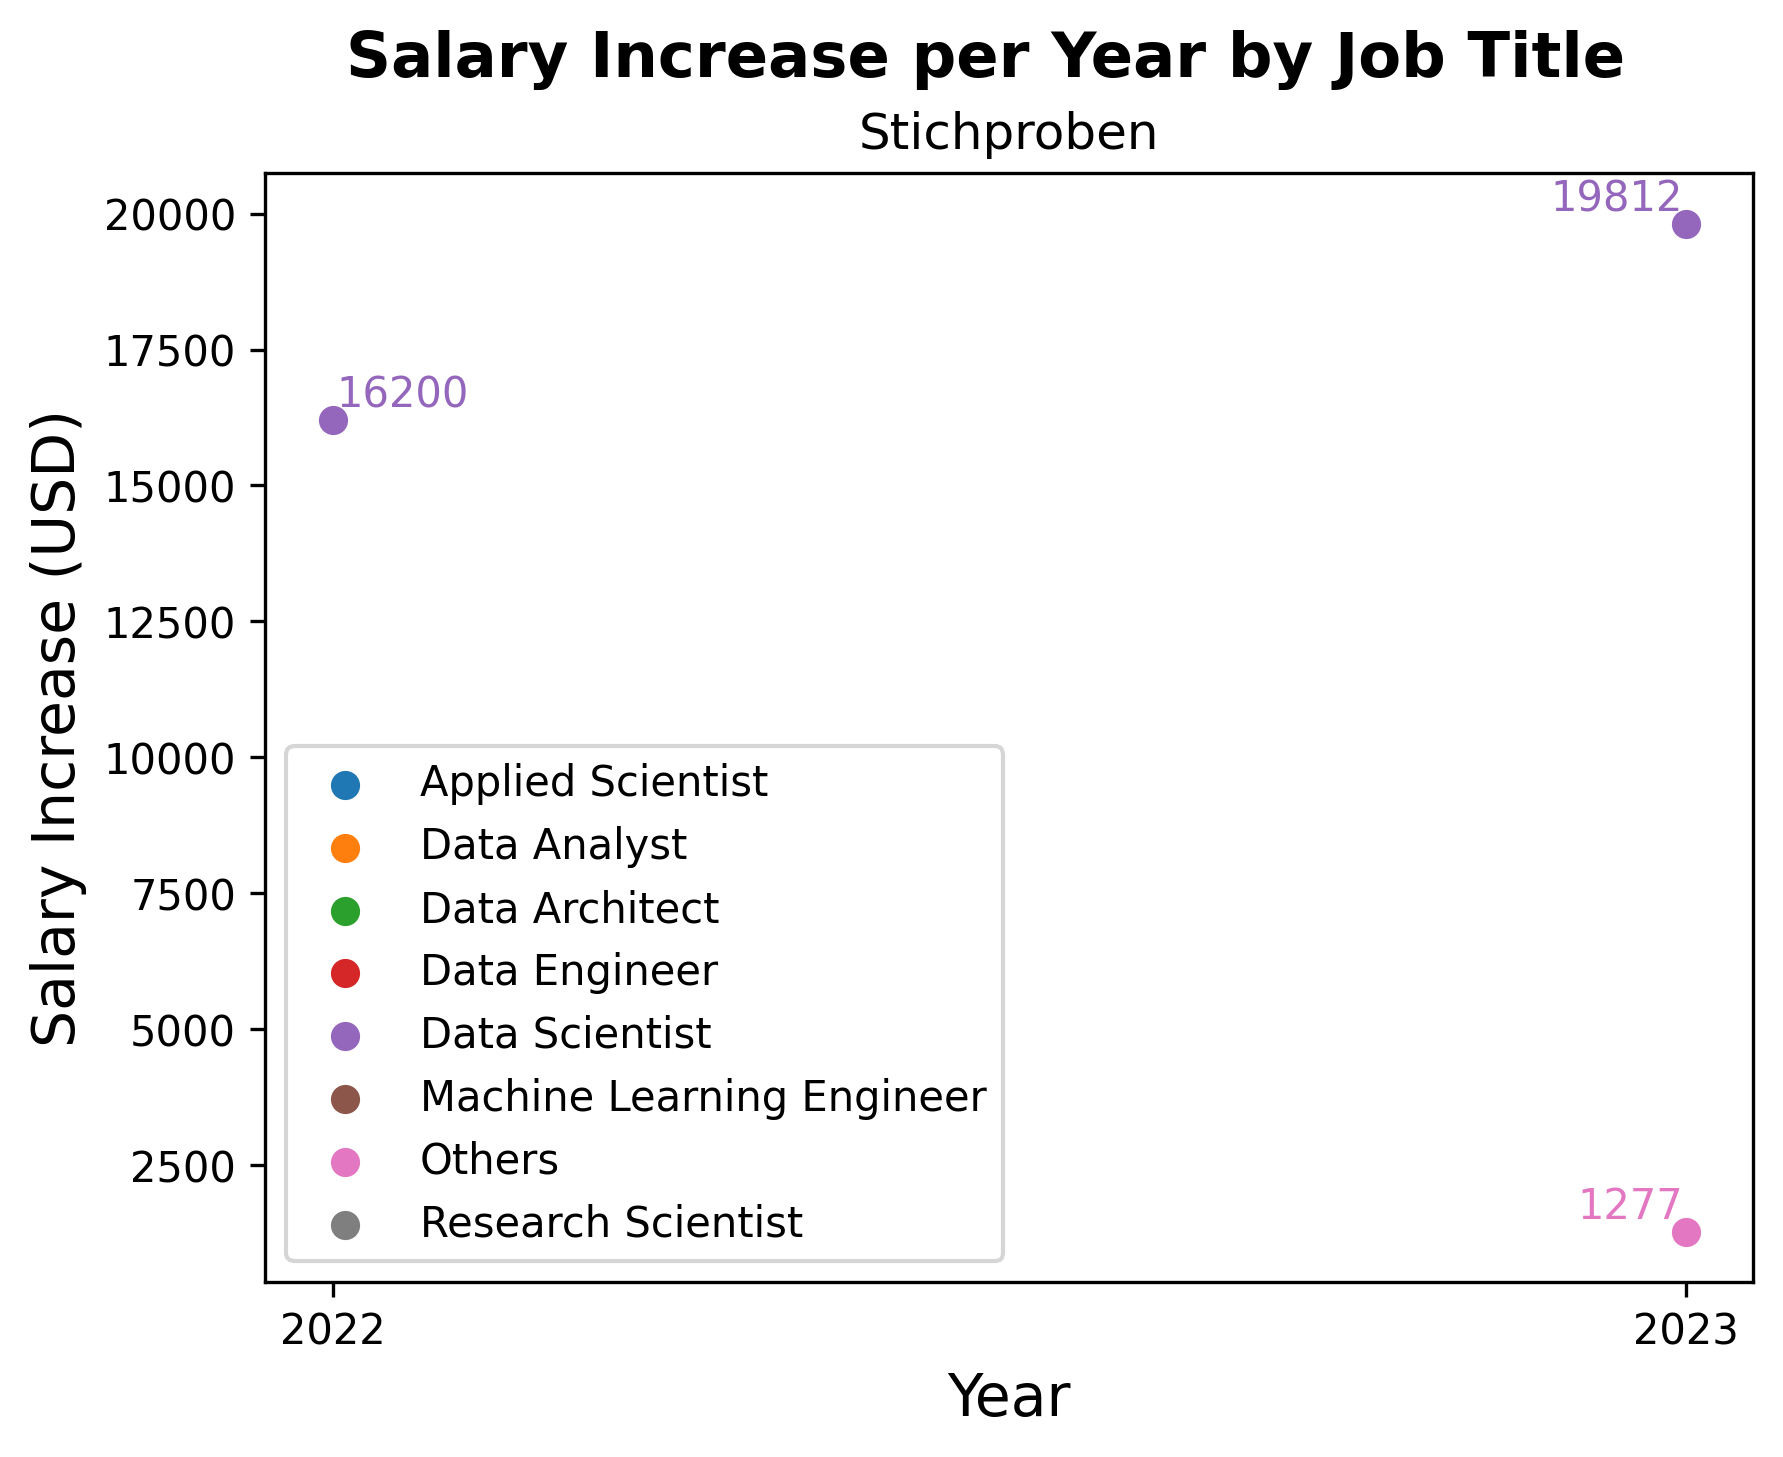 Salary Increase per Year by Job Title
Stichproben
Salary Increase (USD)
20000
17500
15000
12500
10000
7500
5000
2500
19812
16200
1277
Applied Scientist
Data Analyst
Data Architect
Data Engineer
Data Scientist
Machine Learning Engineer
Others
Research Scientist
2022
2023
Year